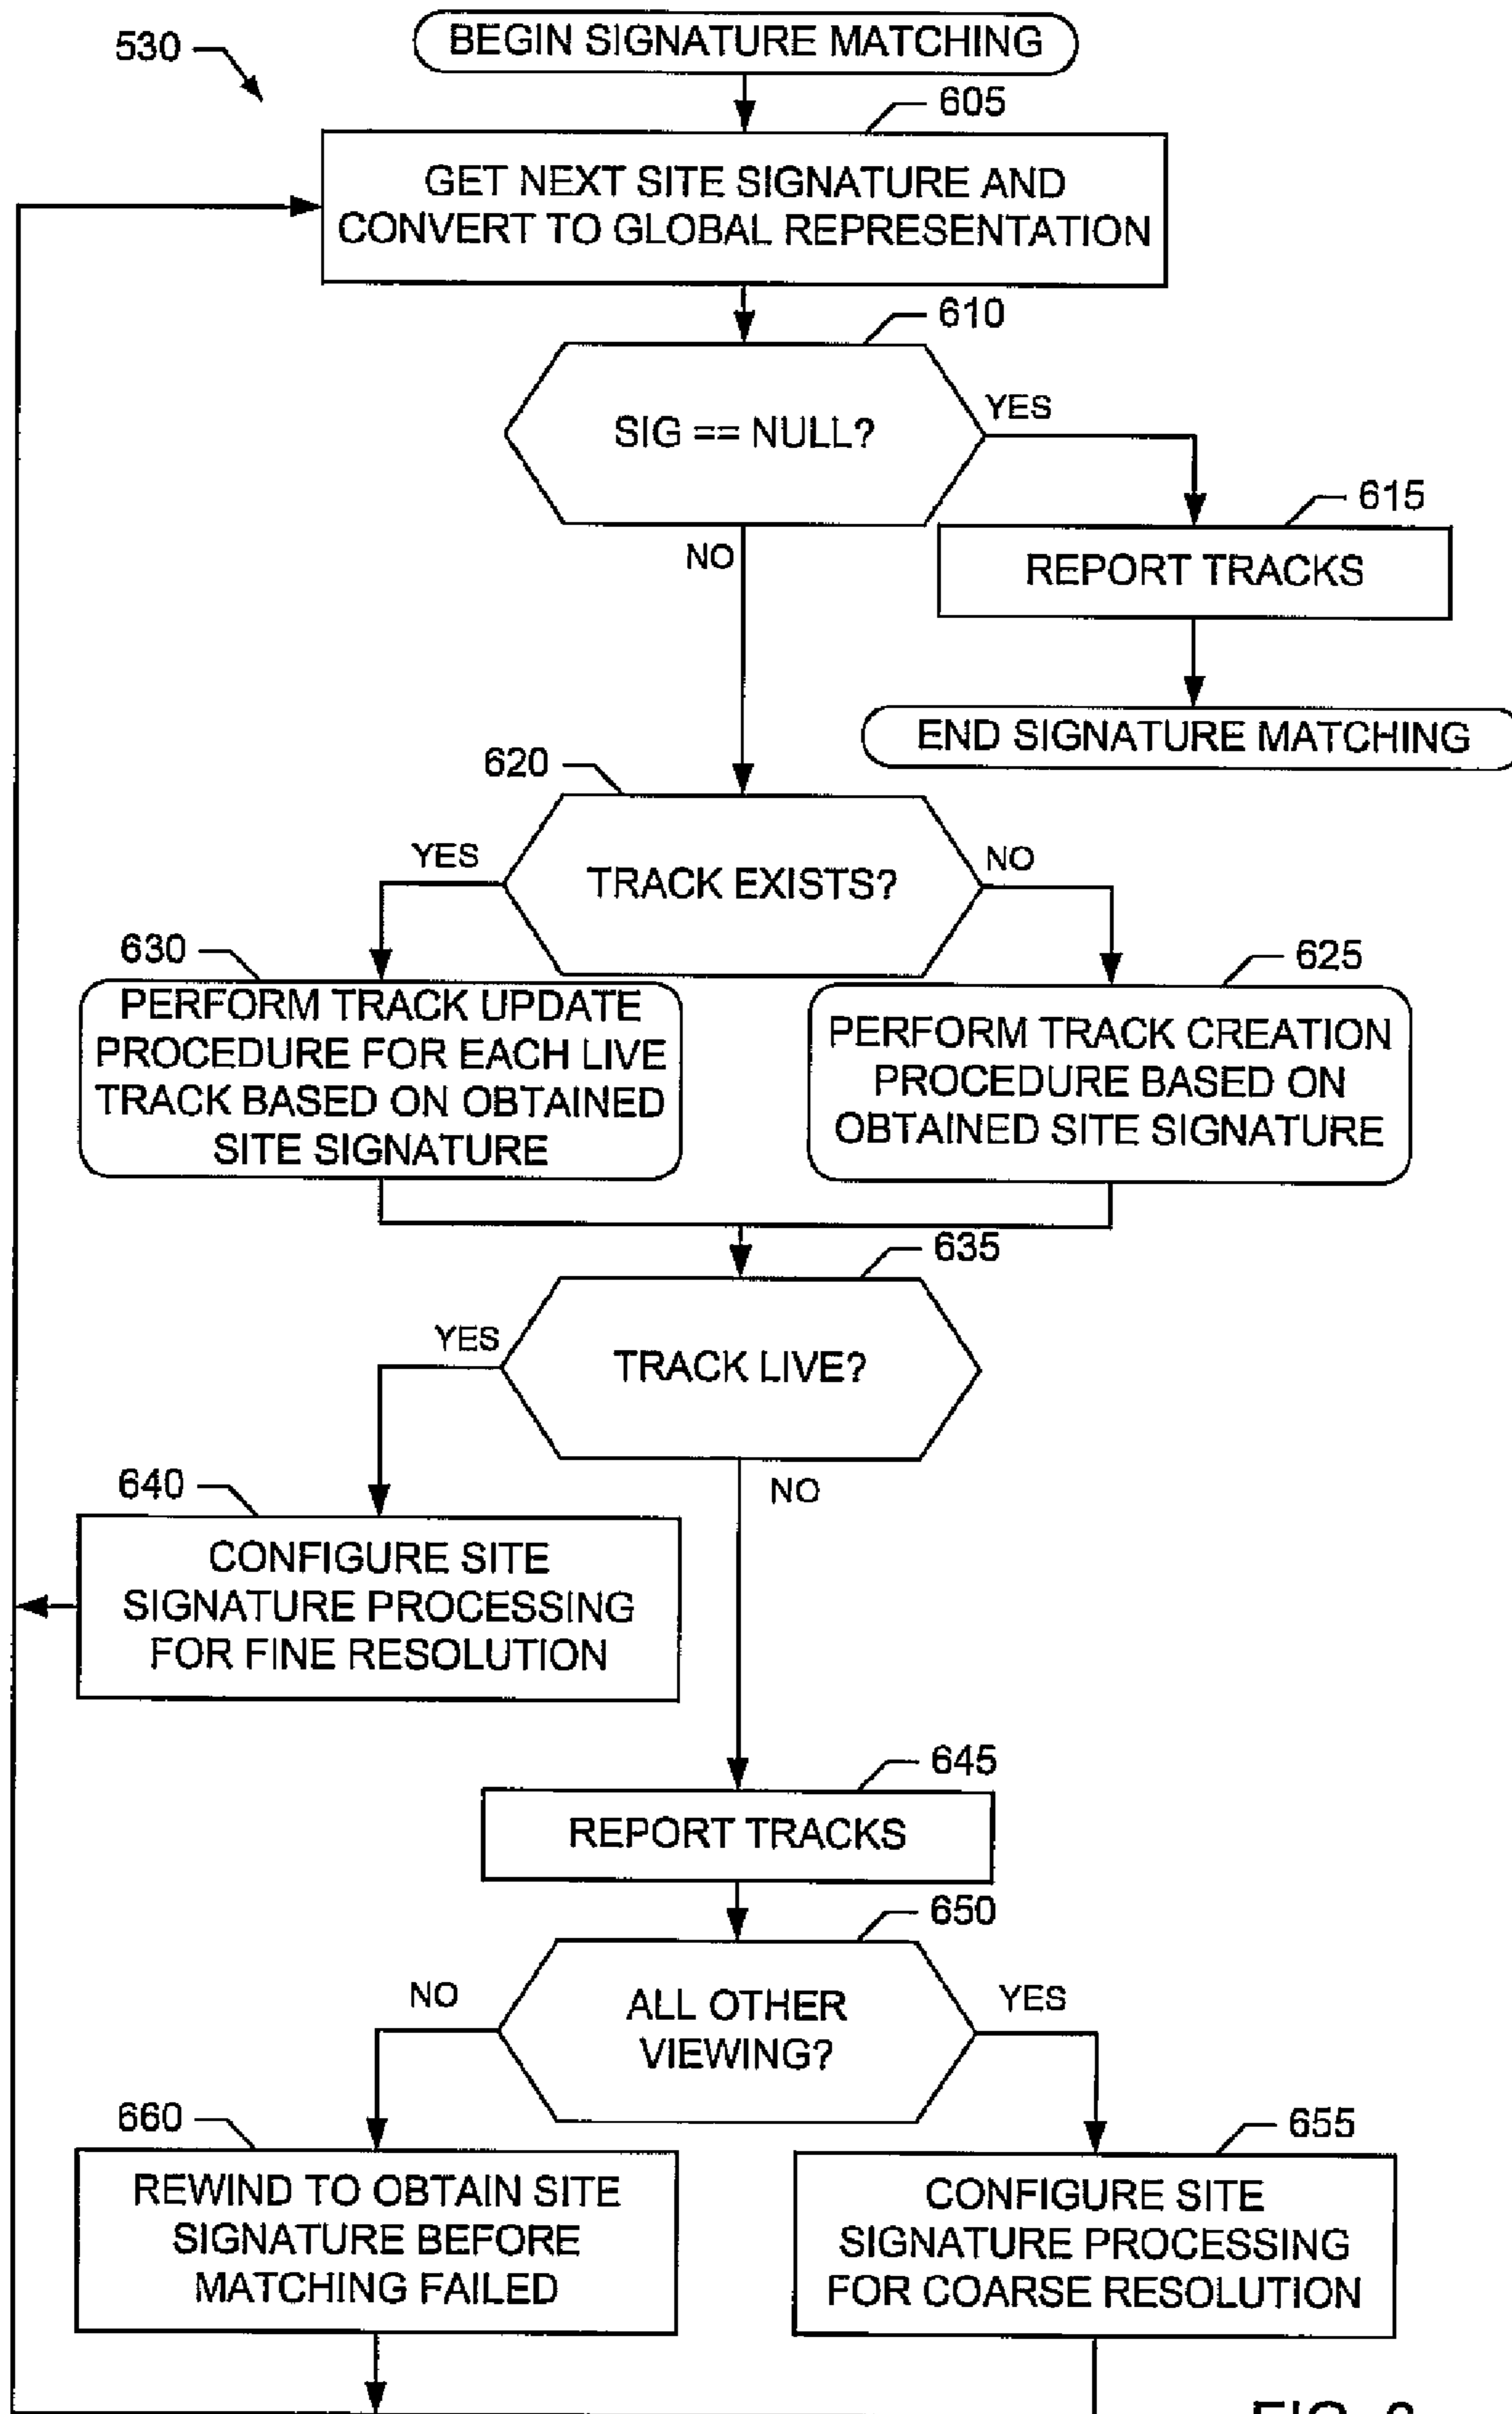 530
BEGIN SIGNATURE MATCHING
605
GET NEXT SITE SIGNATURE AND
CONVERT TO GLOBAL REPRESENTATION
610
SIG == NULL?
YES
NO
615
REPORT TRACKS
END SIGNATURE MATCHING
620
TRACK EXISTS?
YES
NO
630
PERFORM TRACK UPDATE
PROCEDURE FOR EACH LIVE
TRACK BASED ON OBTAINED
SITE SIGNATURE
625
PERFORM TRACK CREATION
PROCEDURE BASED ON
OBTAINED SITE SIGNATURE
635
TRACK LIVE?
YES
NO
640
CONFIGURE SITE
SIGNATURE PROCESSING
FOR FINE RESOLUTION
645
REPORT TRACKS
650
ALL OTHER
VIEWING?
NO
YES
660
REWIND TO OBTAIN SITE
SIGNATURE BEFORE
MATCHING FAILED
655
CONFIGURE SITE
SIGNATURE PROCESSING
FOR COARSE RESOLUTION
FIG.